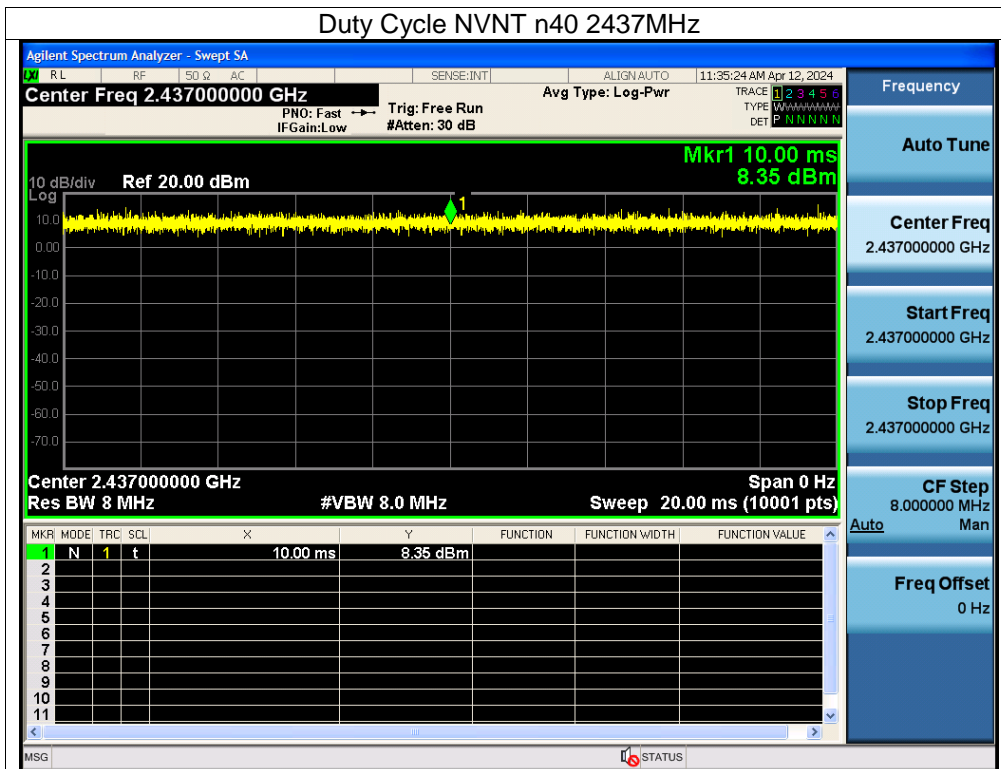 Duty Cycle NVNT n40 2437MHz
Agilent Spectrum Analyzer - Swept SA
LXI RL RF 50 Ω AC SENSE:INT ALIGN AUTO 11:35:24 AM Apr 12, 2024
Center Freq 2.437000000 GHz
PNO: Fast
IFGain:Low
Trig: Free Run
#Atten: 30 dB
Avg Type: Log-Pwr
TRACE 1 2 3 4 5 6
TYPE WWWWWW
DET P N N N N N
Mkr1 10.00 ms
8.35 dBm
10 dB/div Ref 20.00 dBm
Log
1
10.0
0.00
-10.0
-20.0
-30.0
-40.0
-50.0
-60.0
-70.0
Center 2.437000000 GHz Span 0 Hz
Res BW 8 MHz #VBW 8.0 MHz Sweep 20.00 ms (10001 pts)
MKR MODE TRC SCL X Y FUNCTION FUNCTION WIDTH FUNCTION VALUE
1 N 1 t 10.00 ms 8.35 dBm
2
3
4
5
6
7
8
9
10
11
MSG STATUS
Frequency
Auto Tune
Center Freq
2.437000000 GHz
Start Freq
2.437000000 GHz
Stop Freq
2.437000000 GHz
CF Step
8.000000 MHz
Auto Man
Freq Offset
0 Hz